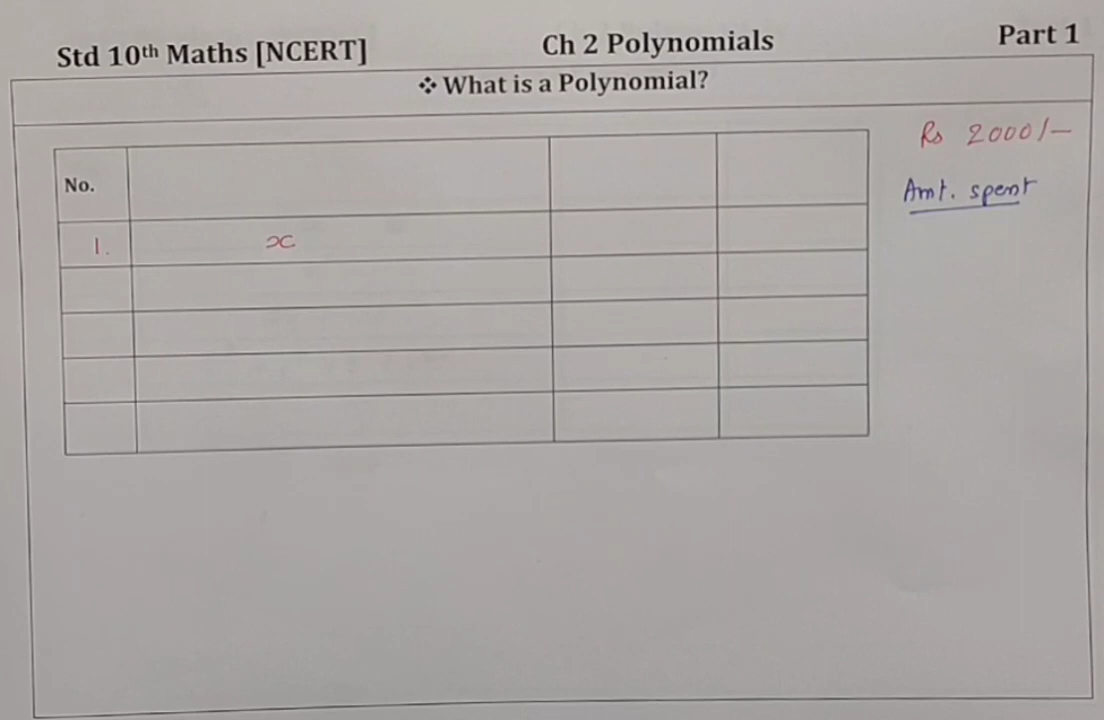 Std 10th Maths [NCERT] Ch 2 Polynomials Part 1
❖ What is a Polynomial?
Rs 2000/-
No.
Amt. spent
1. x